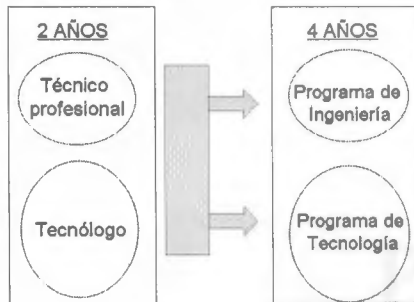 2 AÑOS
Técnico
profesional
Tecnólogo
4 AÑOS
Programa de
Ingeniería
Programa de
Tecnología